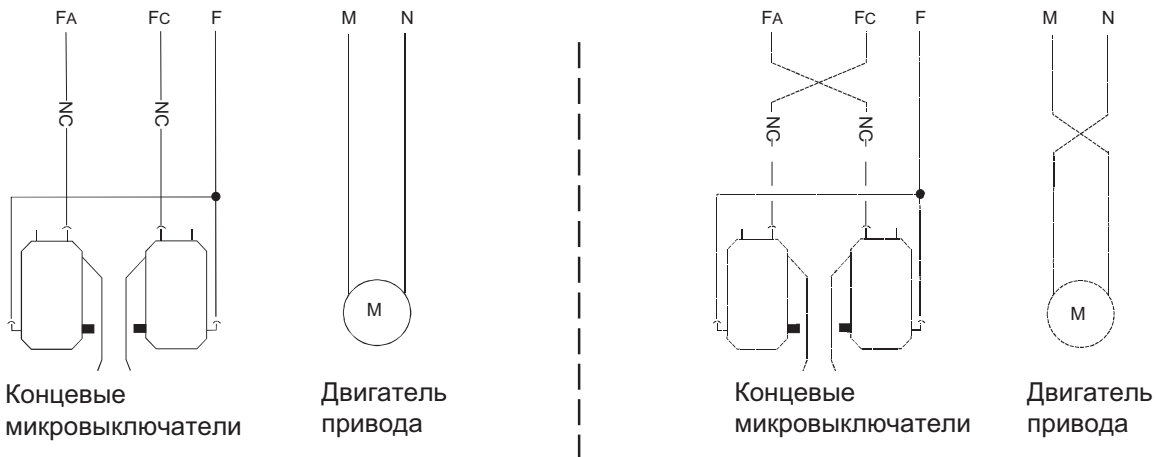 FA FC F M N
NC NC
M
Концевые
микровыключатели
Двигатель
привода
FA FC F M N
NC NC
M
Концевые
микровыключатели
Двигатель
привода